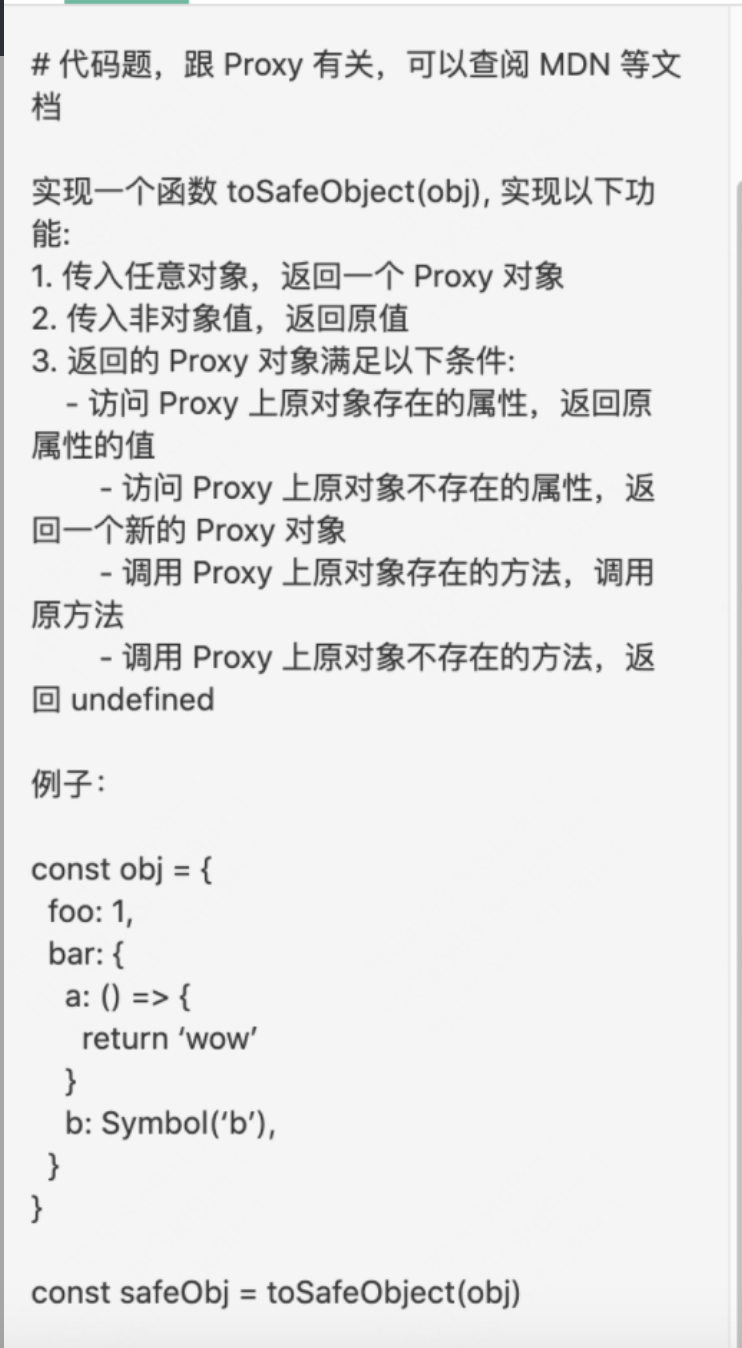 # 代码题，跟 Proxy 有关，可以查阅 MDN 等文
档
实现一个函数 toSafeObject(obj), 实现以下功
能:
1. 传入任意对象，返回一个 Proxy 对象
2. 传入非对象值，返回原值
3. 返回的 Proxy 对象满足以下条件:
- 访问 Proxy 上原对象存在的属性，返回原
属性的值
- 访问 Proxy 上原对象不存在的属性，返
回一个新的 Proxy 对象
- 调用 Proxy 上原对象存在的方法，调用
原方法
- 调用 Proxy 上原对象不存在的方法，返
回 undefined
例子：
const obj = {
foo: 1,
bar: {
a: () => {
return ‘wow’
}
b: Symbol(‘b’),
}
}
const safeObj = toSafeObject(obj)